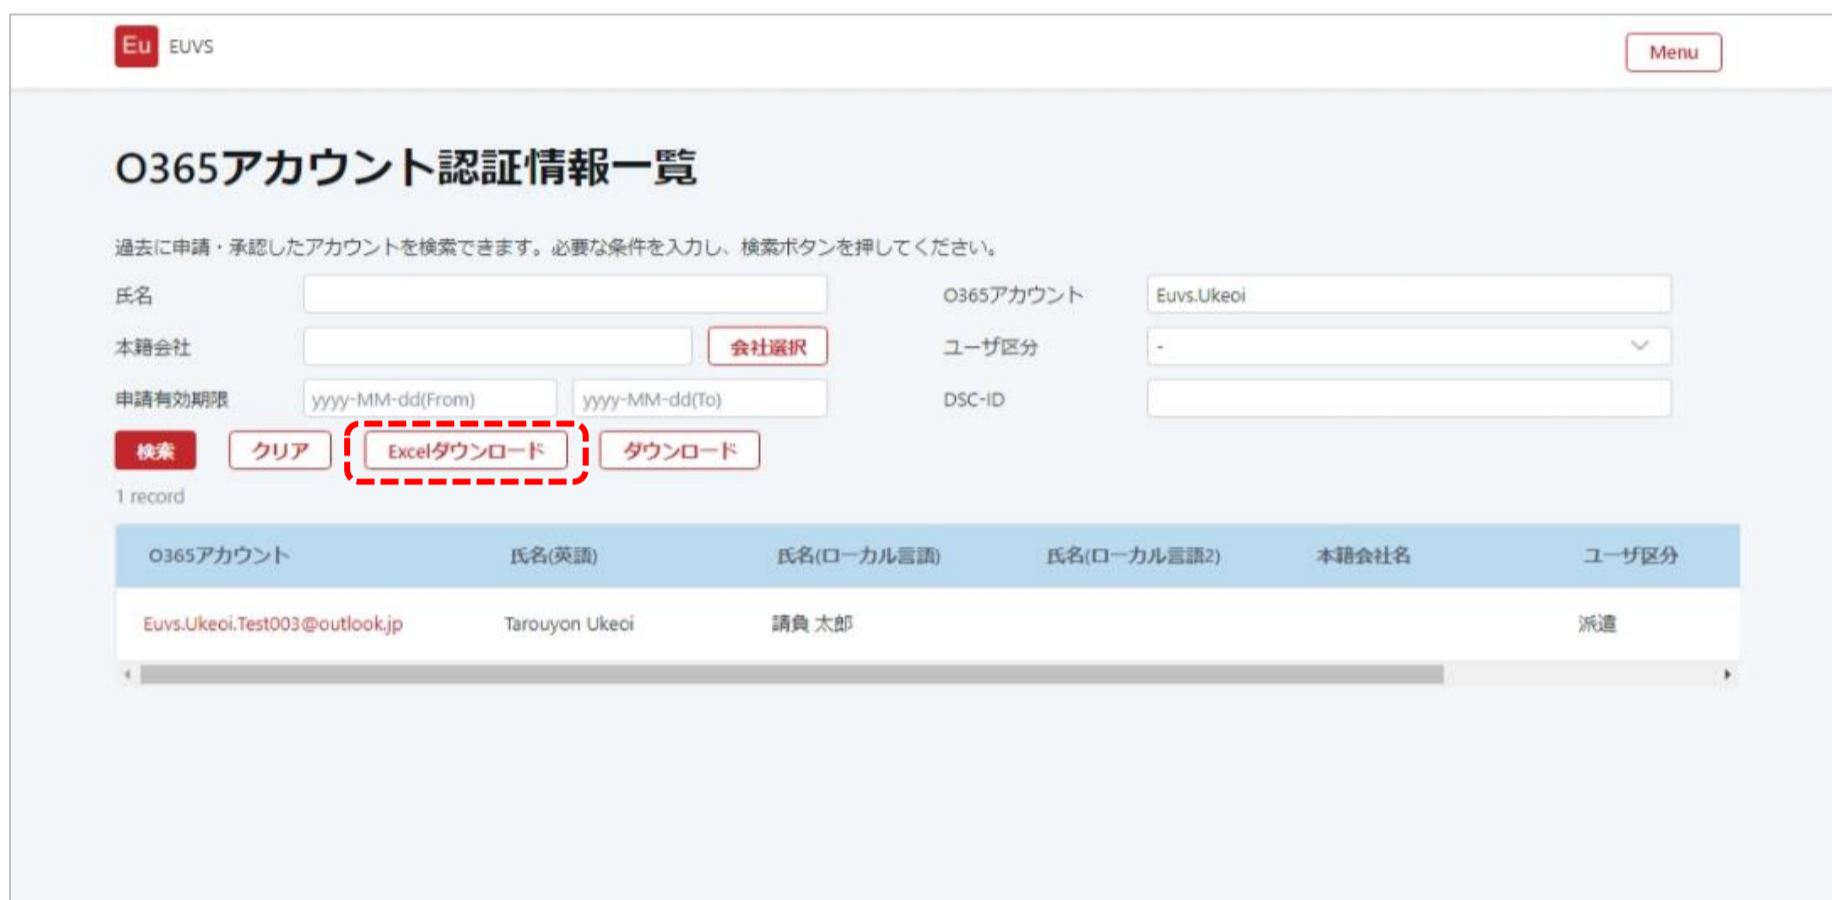 Eu EUVS
Menu
O365アカウント認証情報一覧
過去に申請・承認したアカウントを検索できます。必要な条件を入力し、検索ボタンを押してください。
氏名
O365アカウント Euvs.Ukeoi
本籍会社 会社選択
ユーザ区分 -
申請有効期限 yyyy-MM-dd(From) yyyy-MM-dd(To)
DSC-ID
検索 クリア Excelダウンロード ダウンロード
1 record
O365アカウント 氏名(英語) 氏名(ローカル言語) 氏名(ローカル言語2) 本籍会社名 ユーザ区分
Euvs.Ukeoi.Test003@outlook.jp Tarouyon Ukeoi 請負 太郎 派遣